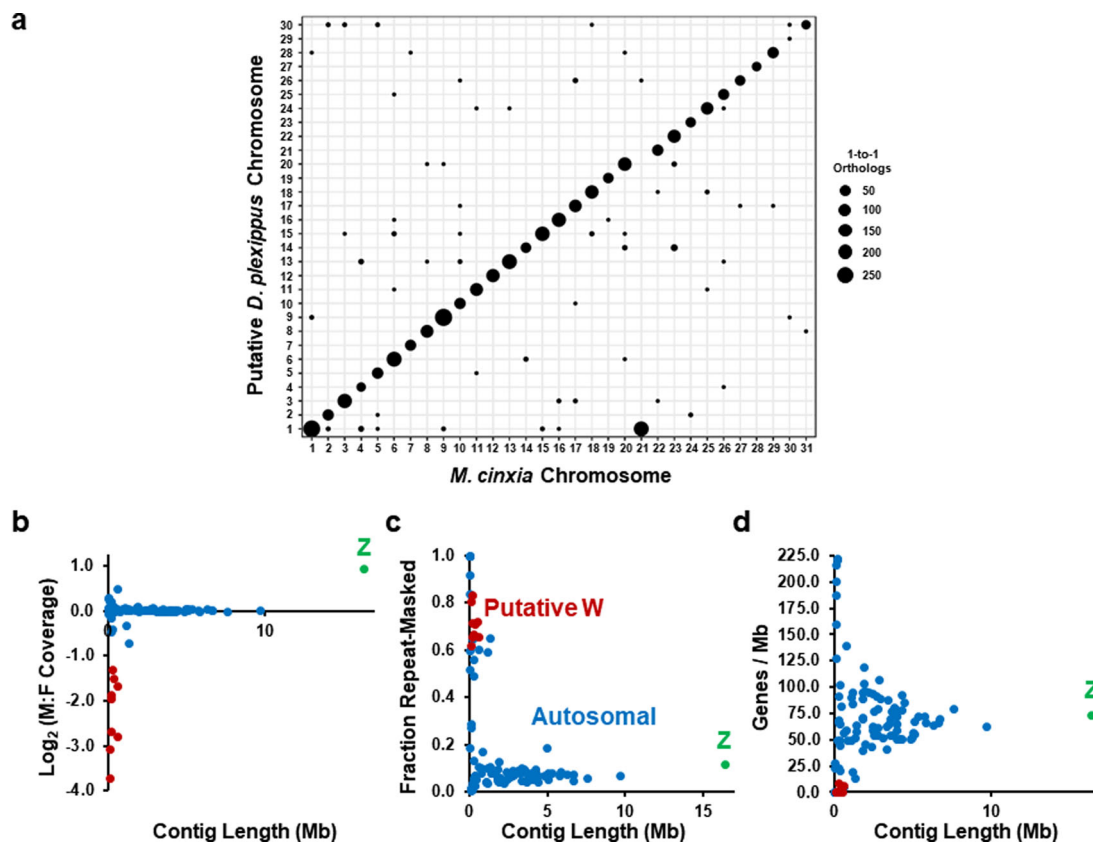 a
Putative D. plexippus Chromosome
30
29
28
27
26
25
24
23
22
21
20
19
18
17
16
15
14
13
12
11
10
9
8
7
6
5
4
3
2
1
1 2 3 4 5 6 7 8 9 10 11 12 13 14 15 16 17 18 19 20 21 22 23 24 25 26 27 28 29 30 31
M. cinxia Chromosome
1-to-1
Orthologs
50
100
150
200
250
b
Log2 (M:F Coverage)
1.0
0.0
-1.0
-2.0
-3.0
-4.0
0 10
Z
Contig Length (Mb)
c
Fraction Repeat-Masked
1.0
0.8
0.6
0.4
0.2
0.0
Putative W
Autosomal
Z
0 5 10 15
Contig Length (Mb)
d
Genes / Mb
225.0
200.0
175.0
150.0
125.0
100.0
75.0
50.0
25.0
0.0
Z
0 10
Contig Length (Mb)